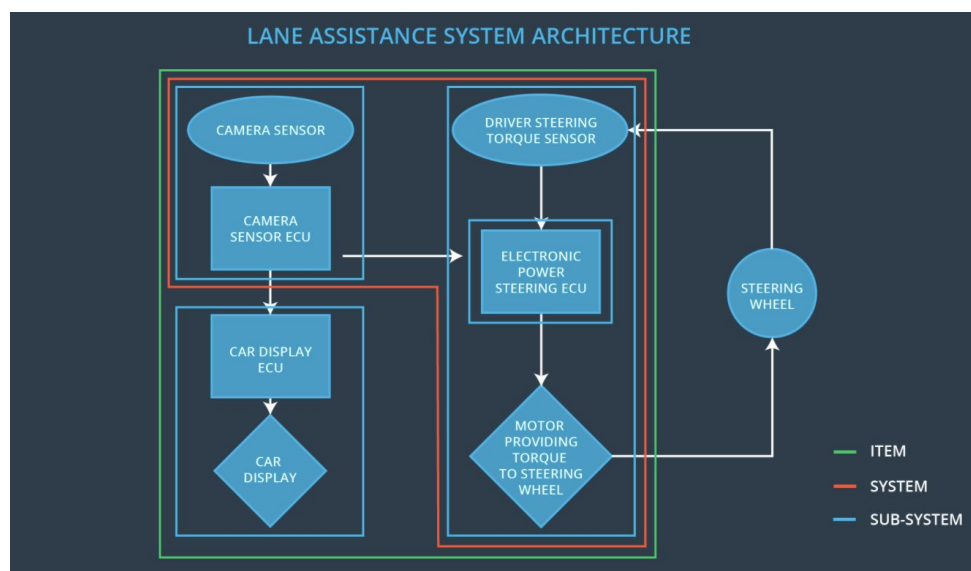 LANE ASSISTANCE SYSTEM ARCHITECTURE
CAMERA SENSOR
CAMERA
SENSOR ECU
CAR DISPLAY
ECU
CAR
DISPLAY
DRIVER STEERING
TORQUE SENSOR
ELECTRONIC
POWER
STEERING ECU
MOTOR
PROVIDING
TORQUE
TO STEERING
WHEEL
STEERING
WHEEL
ITEM
SYSTEM
SUB-SYSTEM